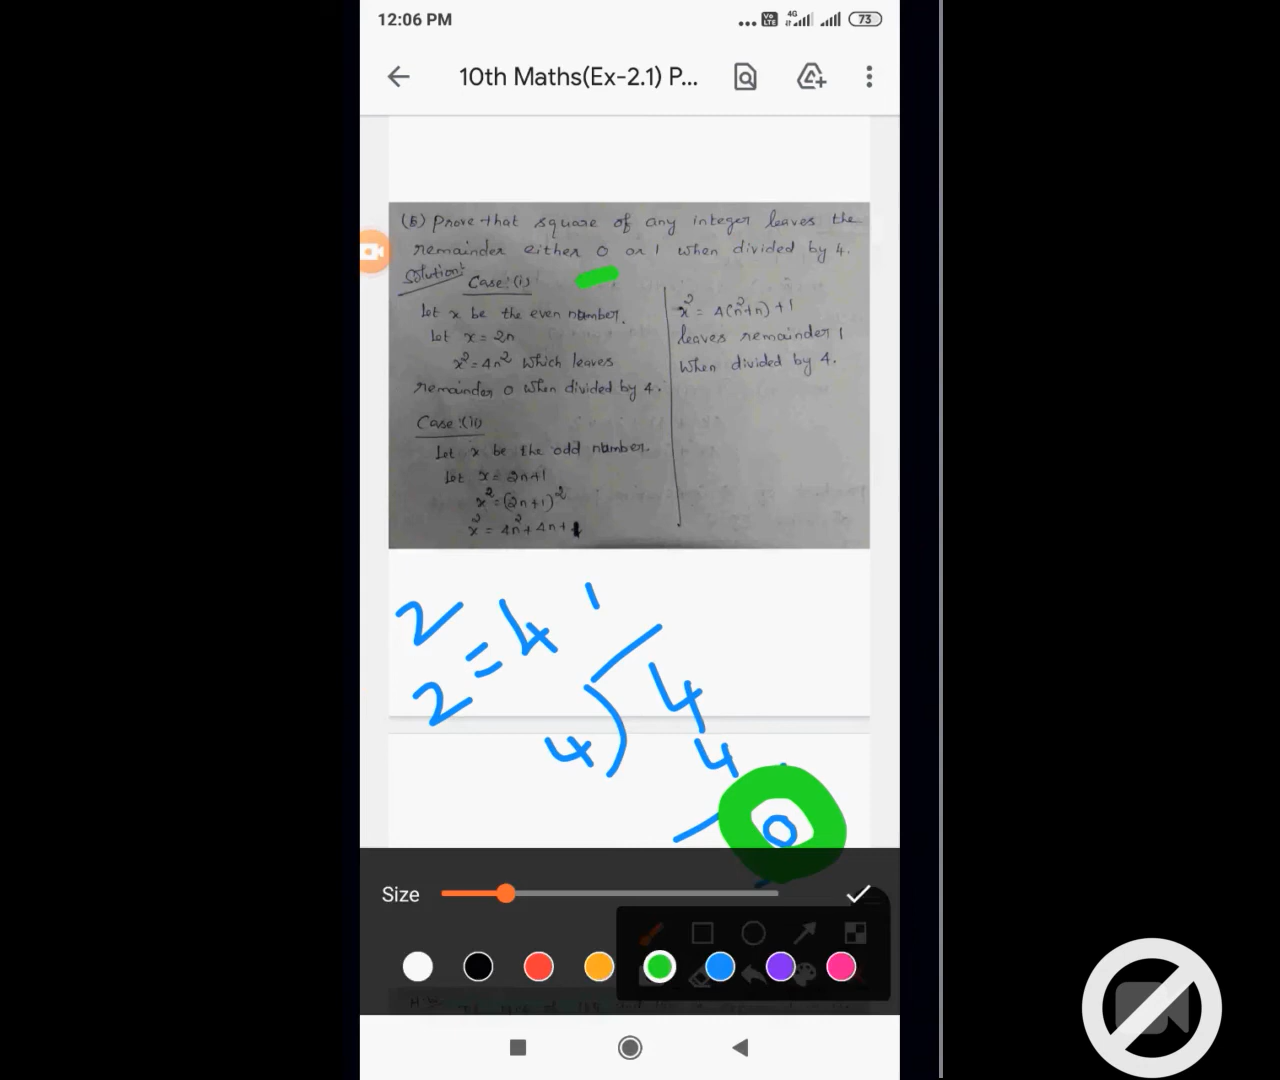 12:06 PM
4G
73
10th Maths(Ex-2.1) P...
(5) Prove that square of any integer leaves the
remainder either 0 or 1 when divided by 4.
Solution:
Case:(i)
Let x be the even number.
Let x = 2n
x² = 4n² which leaves
remainder 0 when divided by 4.
Case:(ii)
Let x be the odd number.
Let x = 2n+1
x² = (2n+1)²
x² = 4n² + 4n + 1
x² = 4(n²+n)+1
leaves remainder 1
when divided by 4.
2
2 = 4
1
4) 4
4
0
Size